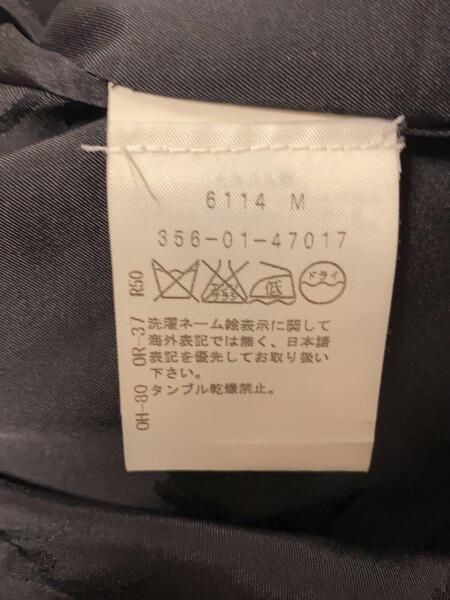 6114 M
356-01-47017
低 ドライ
洗濯ネーム絵表示に関して
海外表記では無く、日本語
表記を優先してお取り扱い
下さい。
タンブル乾燥禁止。
OH-80 OR-37 R50